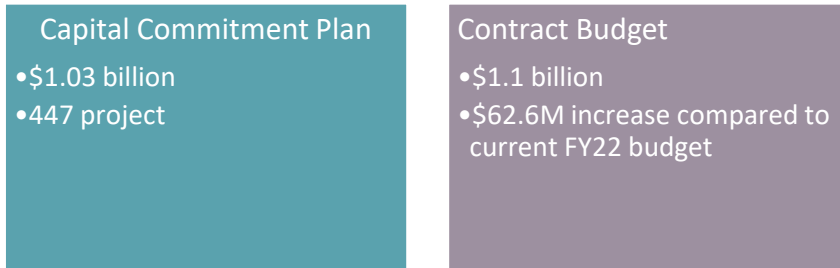 Capital Commitment Plan
•$1.03 billion
•447 project
Contract Budget
•$1.1 billion
•$62.6M increase compared to
current FY22 budget